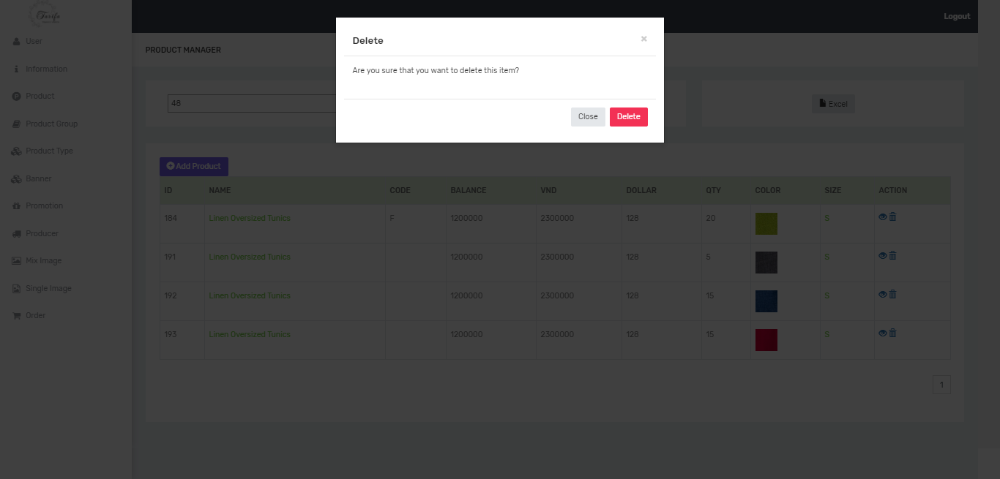 Tarifa
Logout
Delete ×
Are you sure that you want to delete this item?
Close Delete
User
Information
Product
Product Group
Product Type
Banner
Promotion
Producer
Mix Image
Single Image
Order
PRODUCT MANAGER
48
Excel
Add Product
ID NAME CODE BALANCE VND DOLLAR QTY COLOR SIZE ACTION
184 Linen Oversized Tunics F 1200000 2300000 128 20 S
191 Linen Oversized Tunics 1200000 2300000 128 5 S
192 Linen Oversized Tunics 1200000 2300000 128 15 S
193 Linen Oversized Tunics 1200000 2300000 128 15 S
1